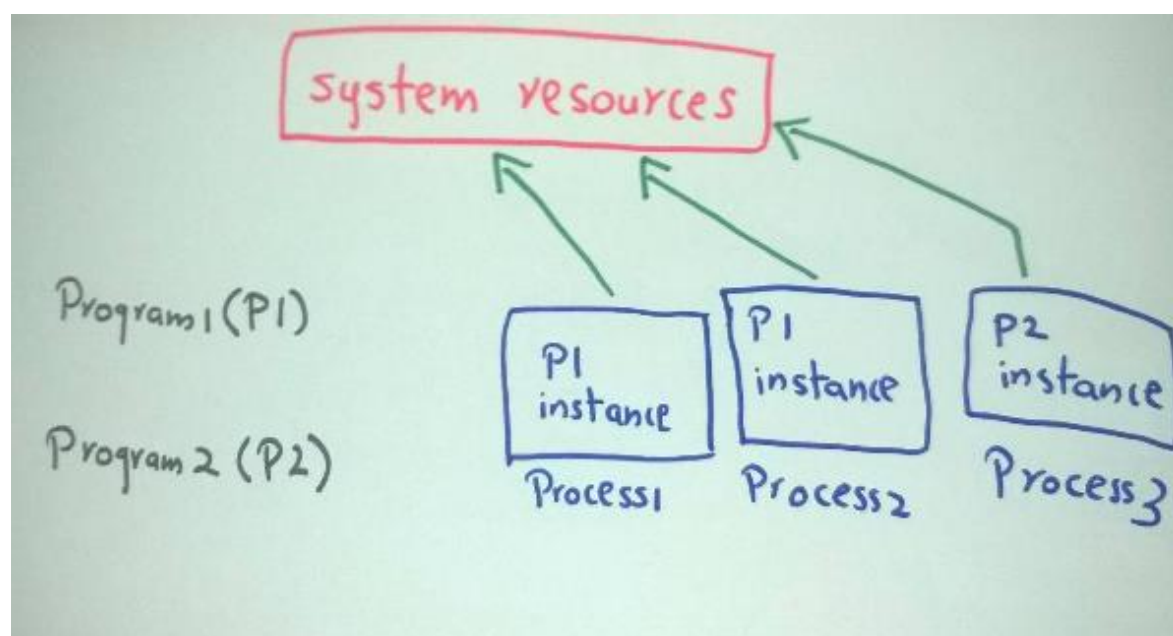 system resources
Program1 (P1)
P1
instance
P1
instance
P2
instance
Program2 (P2)
Process1
Process2
Process3